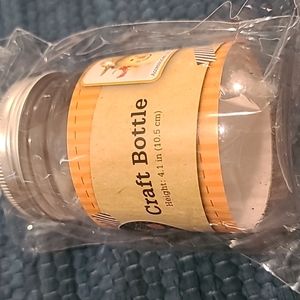 Craft Bottle
Height: 4.1 in (10.5 cm)